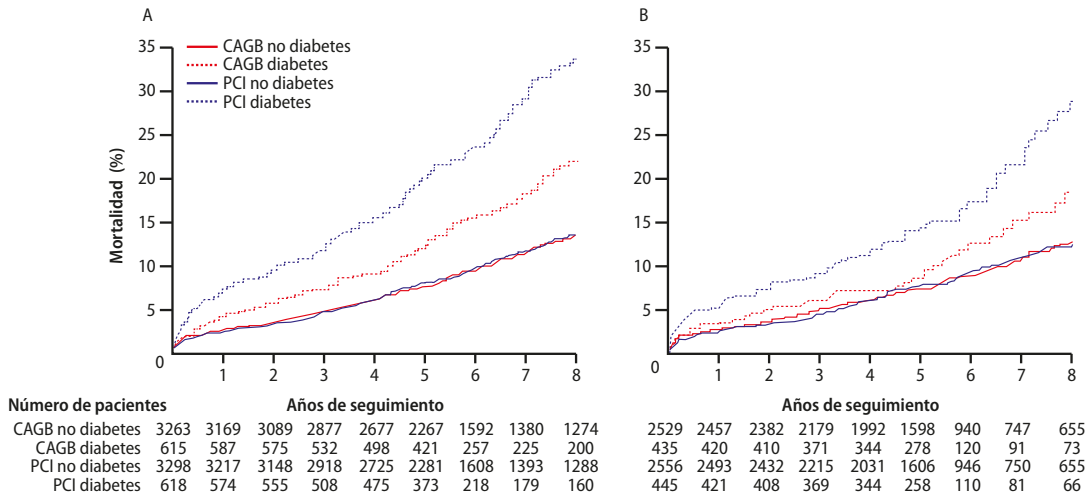 A
B
35
30
25
20
15
10
5
0
Mortalidad (%)
CAGB no diabetes
CAGB diabetes
PCI no diabetes
PCI diabetes
1 2 3 4 5 6 7 8
35
30
25
20
15
10
5
0
1 2 3 4 5 6 7 8
Número de pacientes Años de seguimiento Años de seguimiento
CAGB no diabetes 3263 3169 3089 2877 2677 2267 1592 1380 1274 2529 2457 2382 2179 1992 1598 940 747 655
CAGB diabetes 615 587 575 532 498 421 257 225 200 435 420 410 371 344 278 120 91 73
PCI no diabetes 3298 3217 3148 2918 2725 2281 1608 1393 1288 2556 2493 2432 2215 2031 1606 946 750 655
PCI diabetes 618 574 555 508 475 373 218 179 160 445 421 408 369 344 258 110 81 66